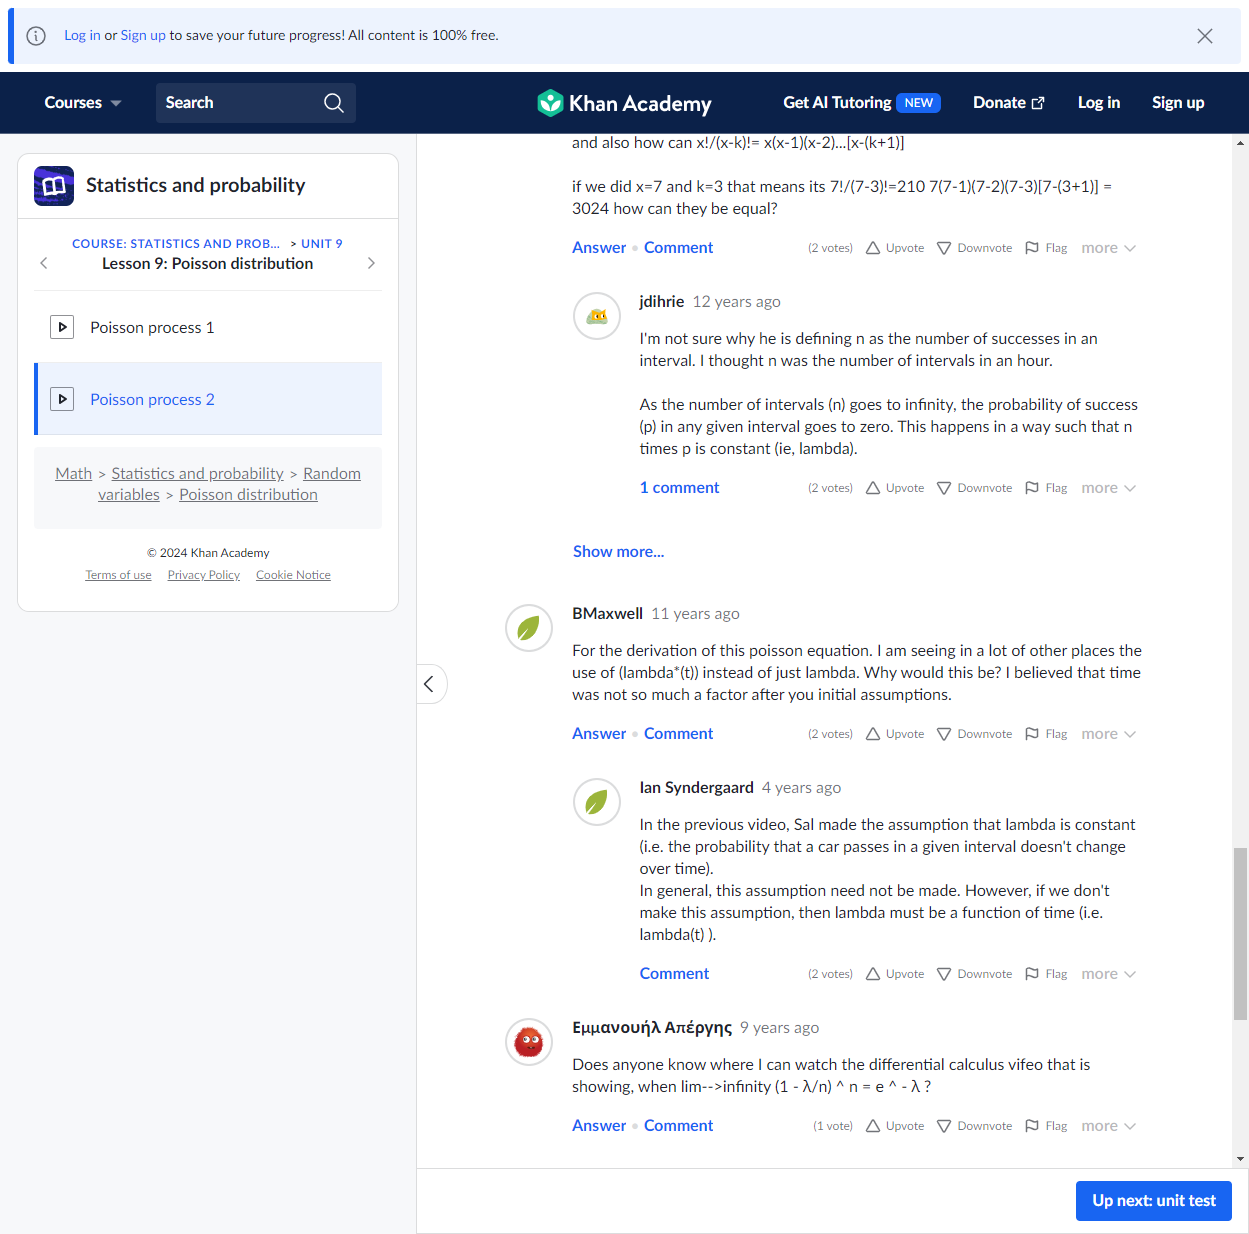 Log in or Sign up to save your future progress! All content is 100% free.
Courses
Search
Khan Academy
Get AI Tutoring NEW
Donate
Log in
Sign up
Statistics and probability
COURSE: STATISTICS AND PROB... > UNIT 9
Lesson 9: Poisson distribution
Poisson process 1
Poisson process 2
Math > Statistics and probability > Random
variables > Poisson distribution
© 2024 Khan Academy
Terms of use Privacy Policy Cookie Notice
and also how can x!/(x-k)!= x(x-1)(x-2)...[x-(k+1)]
if we did x=7 and k=3 that means its 7!/(7-3)!=210 7(7-1)(7-2)(7-3)[7-(3+1)] =
3024 how can they be equal?
Answer • Comment (2 votes) Upvote Downvote Flag more
jdihrie 12 years ago
I'm not sure why he is defining n as the number of successes in an
interval. I thought n was the number of intervals in an hour.
As the number of intervals (n) goes to infinity, the probability of success
(p) in any given interval goes to zero. This happens in a way such that n
times p is constant (ie, lambda).
1 comment (2 votes) Upvote Downvote Flag more
Show more...
BMaxwell 11 years ago
For the derivation of this poisson equation. I am seeing in a lot of other places the
use of (lambda*(t)) instead of just lambda. Why would this be? I believed that time
was not so much a factor after you initial assumptions.
Answer • Comment (2 votes) Upvote Downvote Flag more
Ian Syndergaard 4 years ago
In the previous video, Sal made the assumption that lambda is constant
(i.e. the probability that a car passes in a given interval doesn't change
over time).
In general, this assumption need not be made. However, if we don't
make this assumption, then lambda must be a function of time (i.e.
lambda(t) ).
Comment (2 votes) Upvote Downvote Flag more
Εμμανουήλ Απέργης 9 years ago
Does anyone know where I can watch the differential calculus vifeo that is
showing, when lim-->infinity (1 - λ/n) ^ n = e ^ - λ ?
Answer • Comment (1 vote) Upvote Downvote Flag more
Up next: unit test